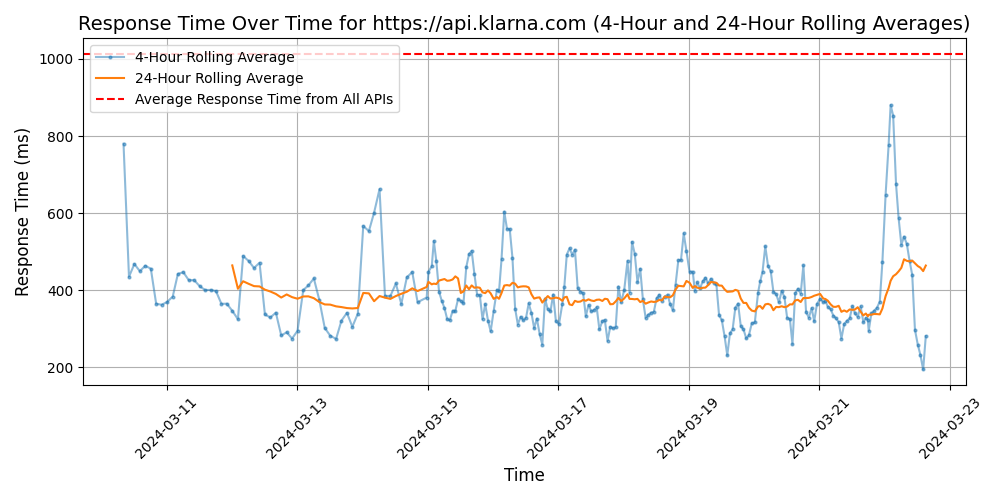 Response Time Over Time for https://api.klarna.com (4-Hour and 24-Hour Rolling Averages)
4-Hour Rolling Average
24-Hour Rolling Average
Average Response Time from All APIs
Response Time (ms)
1000
800
600
400
200
2024-03-11
2024-03-13
2024-03-15
2024-03-17
2024-03-19
2024-03-21
2024-03-23
Time